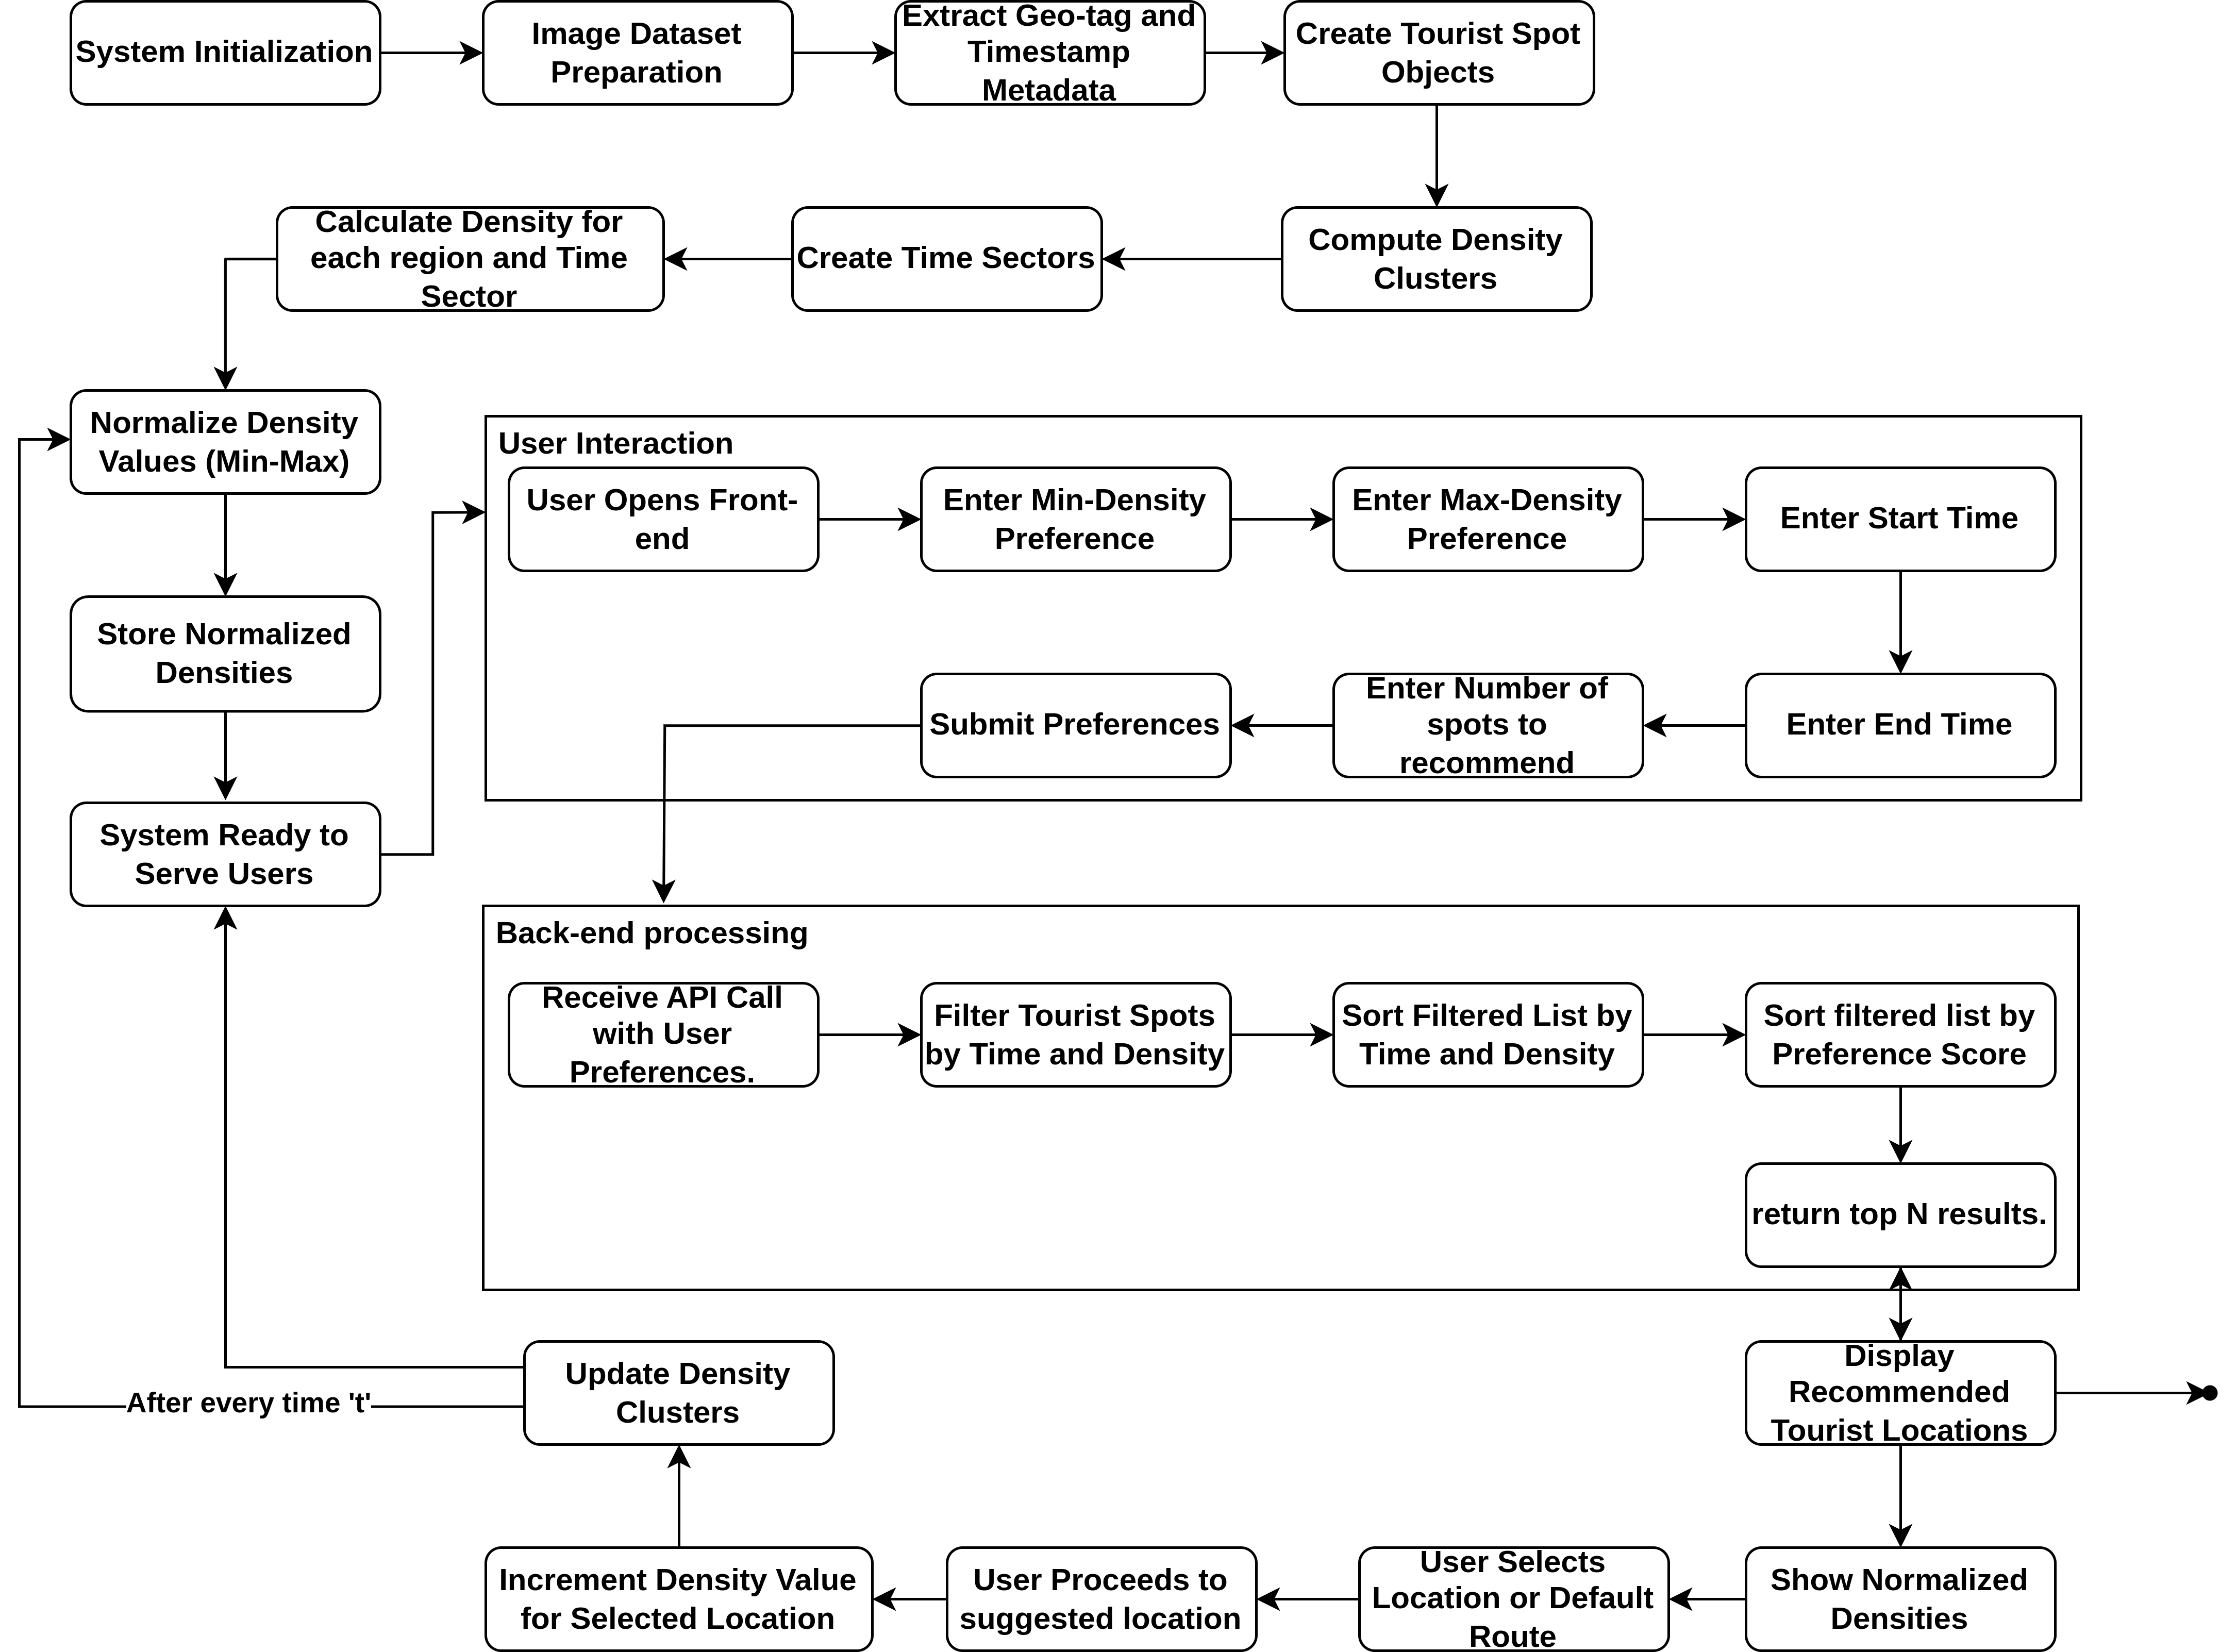 System Initialization
Image Dataset
Preparation
Extract Geo-tag and
Timestamp
Metadata
Create Tourist Spot
Objects
Calculate Density for
each region and Time
Sector
Create Time Sectors
Compute Density
Clusters
Normalize Density
Values (Min-Max)
User Interaction
User Opens Front-
end
Enter Min-Density
Preference
Enter Max-Density
Preference
Enter Start Time
Store Normalized
Densities
Submit Preferences
Enter Number of
spots to
recommend
Enter End Time
System Ready to
Serve Users
Back-end processing
Receive API Call
with User
Preferences.
Filter Tourist Spots
by Time and Density
Sort Filtered List by
Time and Density
Sort filtered list by
Preference Score
return top N results.
Update Density
Clusters
After every time 't'
Display
Recommended
Tourist Locations
Increment Density Value
for Selected Location
User Proceeds to
suggested location
User Selects
Location or Default
Route
Show Normalized
Densities